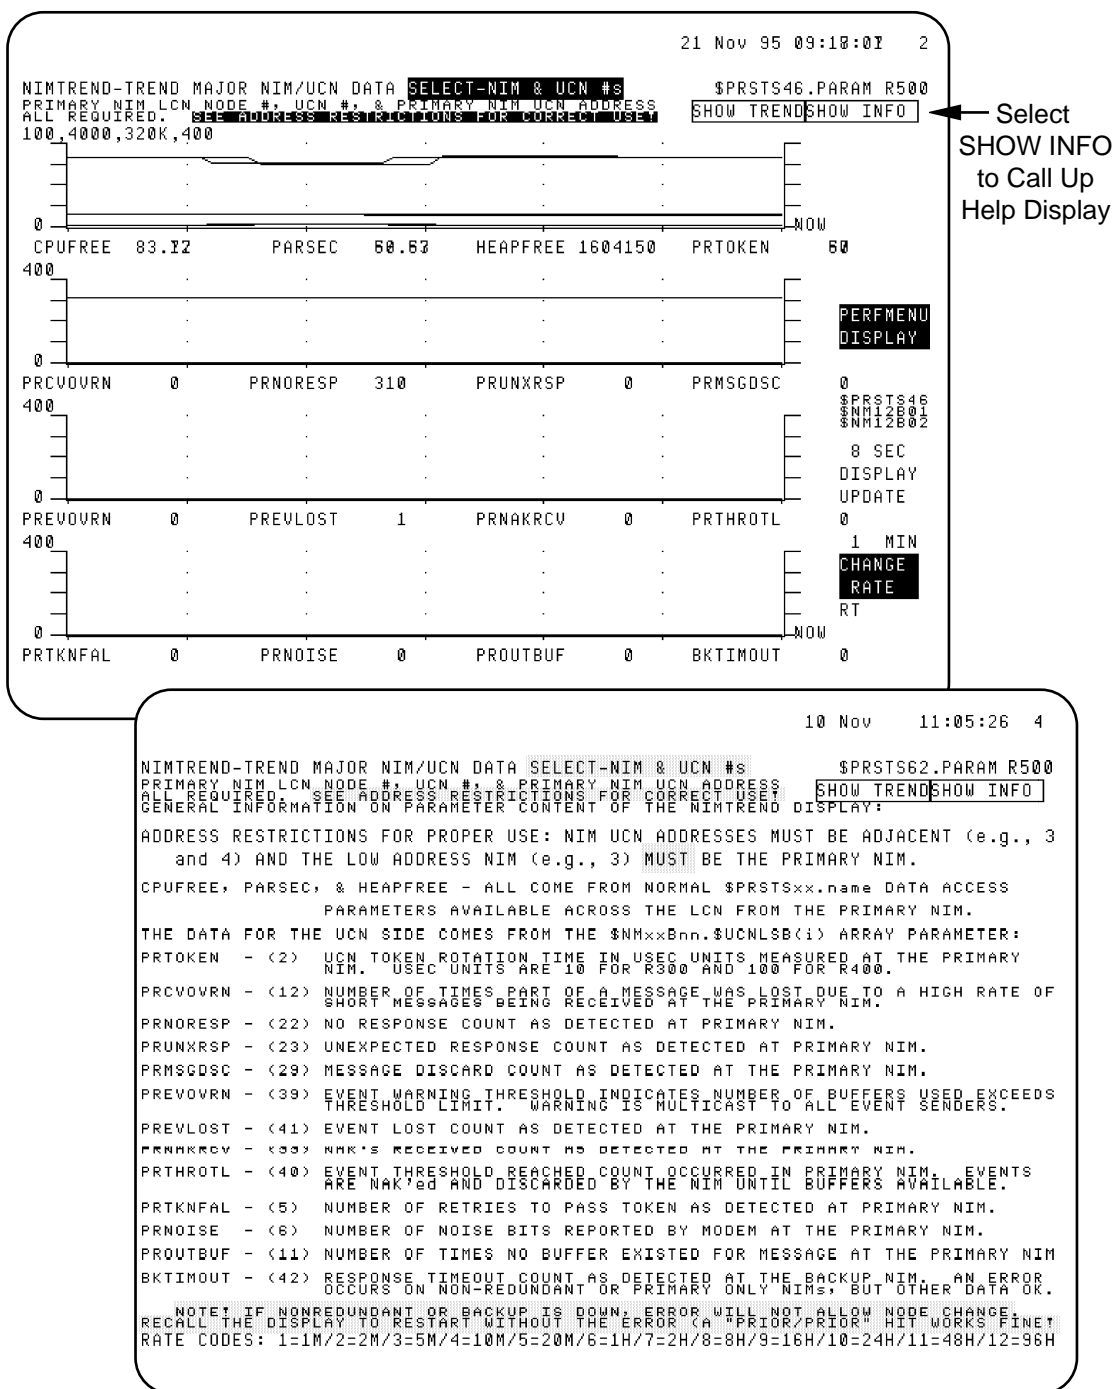 21 Nov 95 09:18:07 2
NIMTREND-TREND MAJOR NIM/UCN DATA SELECT-NIM & UCN #s $PRSTS46.PARAM R500
PRIMARY NIM LCN NODE #, UCN #, & PRIMARY NIM UCN ADDRESS
ALL REQUIRED. SEE ADDRESS RESTRICTIONS FOR CORRECT USE!
SHOW TREND SHOW INFO
Select
SHOW INFO
to Call Up
Help Display
100,4000,320K,400
0 NOW
CPUFREE 83. PARSEC HEAPFREE 1604150 PRTOKEN
400
PERFMENU
DISPLAY
0
PRCVOVRN 0 PRNORESP 310 PRUNXRSP 0 PRMSGDSC 0
400
$PRSTS46
$NM12B01
$NM12B02
8 SEC
DISPLAY
UPDATE
0
PREVOVRN 0 PREVLOST 1 PRNAKRCV 0 PRTHROTL 0
400
1 MIN
CHANGE
RATE
RT
0 NOW
PRTKNFAL 0 PRNOISE 0 PROUTBUF 0 BKTIMOUT 0
10 Nov 11:05:26 4
NIMTREND-TREND MAJOR NIM/UCN DATA SELECT-NIM & UCN #s $PRSTS62.PARAM R500
PRIMARY NIM LCN NODE #, UCN #, & PRIMARY NIM UCN ADDRESS
ALL REQUIRED. SEE ADDRESS RESTRICTIONS FOR CORRECT USE!
SHOW TREND SHOW INFO
GENERAL INFORMATION ON PARAMETER CONTENT OF THE NIMTREND DISPLAY:
ADDRESS RESTRICTIONS FOR PROPER USE: NIM UCN ADDRESSES MUST BE ADJACENT (e.g., 3
and 4) AND THE LOW ADDRESS NIM (e.g., 3) MUST BE THE PRIMARY NIM.
CPUFREE, PARSEC, & HEAPFREE - ALL COME FROM NORMAL $PRSTSxx.name DATA ACCESS
PARAMETERS AVAILABLE ACROSS THE LCN FROM THE PRIMARY NIM.
THE DATA FOR THE UCN SIDE COMES FROM THE $NMxxBnn.$UCNLSB(i) ARRAY PARAMETER:
PRTOKEN - (2) UCN TOKEN ROTATION TIME IN USEC UNITS MEASURED AT THE PRIMARY
NIM. USEC UNITS ARE 10 FOR R300 AND 100 FOR R400.
PRCVOVRN - (12) NUMBER OF TIMES PART OF A MESSAGE WAS LOST DUE TO A HIGH RATE OF
SHORT MESSAGES BEING RECEIVED AT THE PRIMARY NIM.
PRNORESP - (22) NO RESPONSE COUNT AS DETECTED AT PRIMARY NIM.
PRUNXRSP - (23) UNEXPECTED RESPONSE COUNT AS DETECTED AT PRIMARY NIM.
PRMSGDSC - (29) MESSAGE DISCARD COUNT AS DETECTED AT THE PRIMARY NIM.
PREVOVRN - (39) EVENT WARNING THRESHOLD INDICATES NUMBER OF BUFFERS USED EXCEEDS
THRESHOLD LIMIT. WARNING IS MULTICAST TO ALL EVENT SENDERS.
PREVLOST - (41) EVENT LOST COUNT AS DETECTED AT THE PRIMARY NIM.
PRNAKRCV - NAK'S RECEIVED COUNT AS DETECTED AT THE PRIMARY NIM.
PRTHROTL - (40) EVENT THRESHOLD REACHED COUNT OCCURRED IN PRIMARY NIM. EVENTS
ARE NAK'ed AND DISCARDED BY THE NIM UNTIL BUFFERS AVAILABLE.
PRTKNFAL - (5) NUMBER OF RETRIES TO PASS TOKEN AS DETECTED AT PRIMARY NIM.
PRNOISE - (6) NUMBER OF NOISE BITS REPORTED BY MODEM AT THE PRIMARY NIM.
PROUTBUF - (11) NUMBER OF TIMES NO BUFFER EXISTED FOR MESSAGE AT THE PRIMARY NIM
BKTIMOUT - (42) RESPONSE TIMEOUT COUNT AS DETECTED AT THE BACKUP NIM. AN ERROR
OCCURS ON NON-REDUNDANT OR PRIMARY ONLY NIMs, BUT OTHER DATA OK.
NOTE! IF NONREDUNDANT OR BACKUP IS DOWN, ERROR WILL NOT ALLOW NODE CHANGE.
RECALL THE DISPLAY TO RESTART WITHOUT THE ERROR (A "PRIOR/PRIOR" HIT WORKS FINE!
RATE CODES: 1=1M/2=2M/3=5M/4=10M/5=20M/6=1H/7=2H/8=8H/9=16H/10=24H/11=48H/12=96H